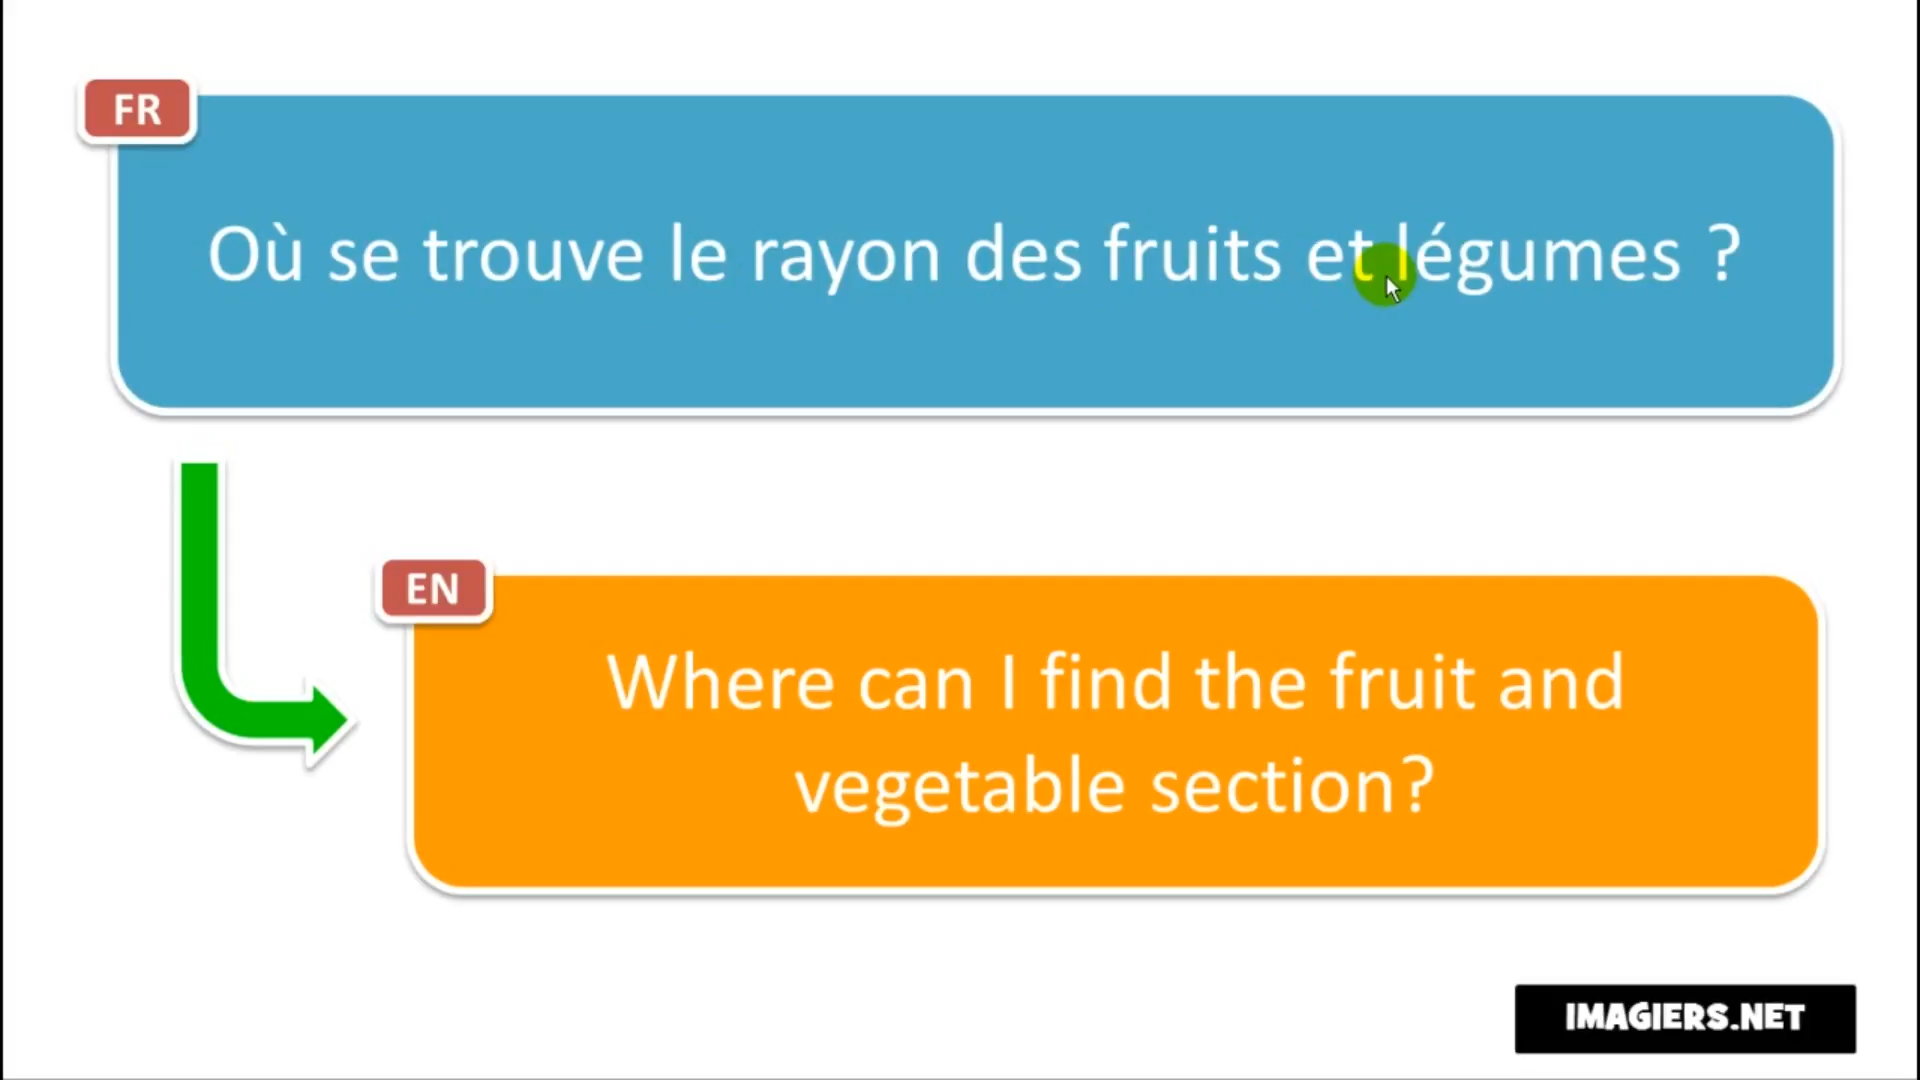 FR
Où se trouve le rayon des fruits et légumes ?
EN
Where can I find the fruit and
vegetable section?
IMAGIERS.NET